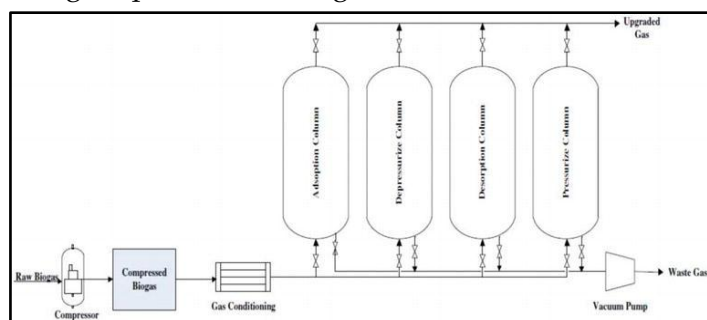 Upgraded
Gas
Adsoption Column
Depressurize Column
Desorption Column
Pressurize Column
Raw Biogas
Compressed
Biogas
Waste Gas
Gas Conditioning
Compressor
Vacuum Pump